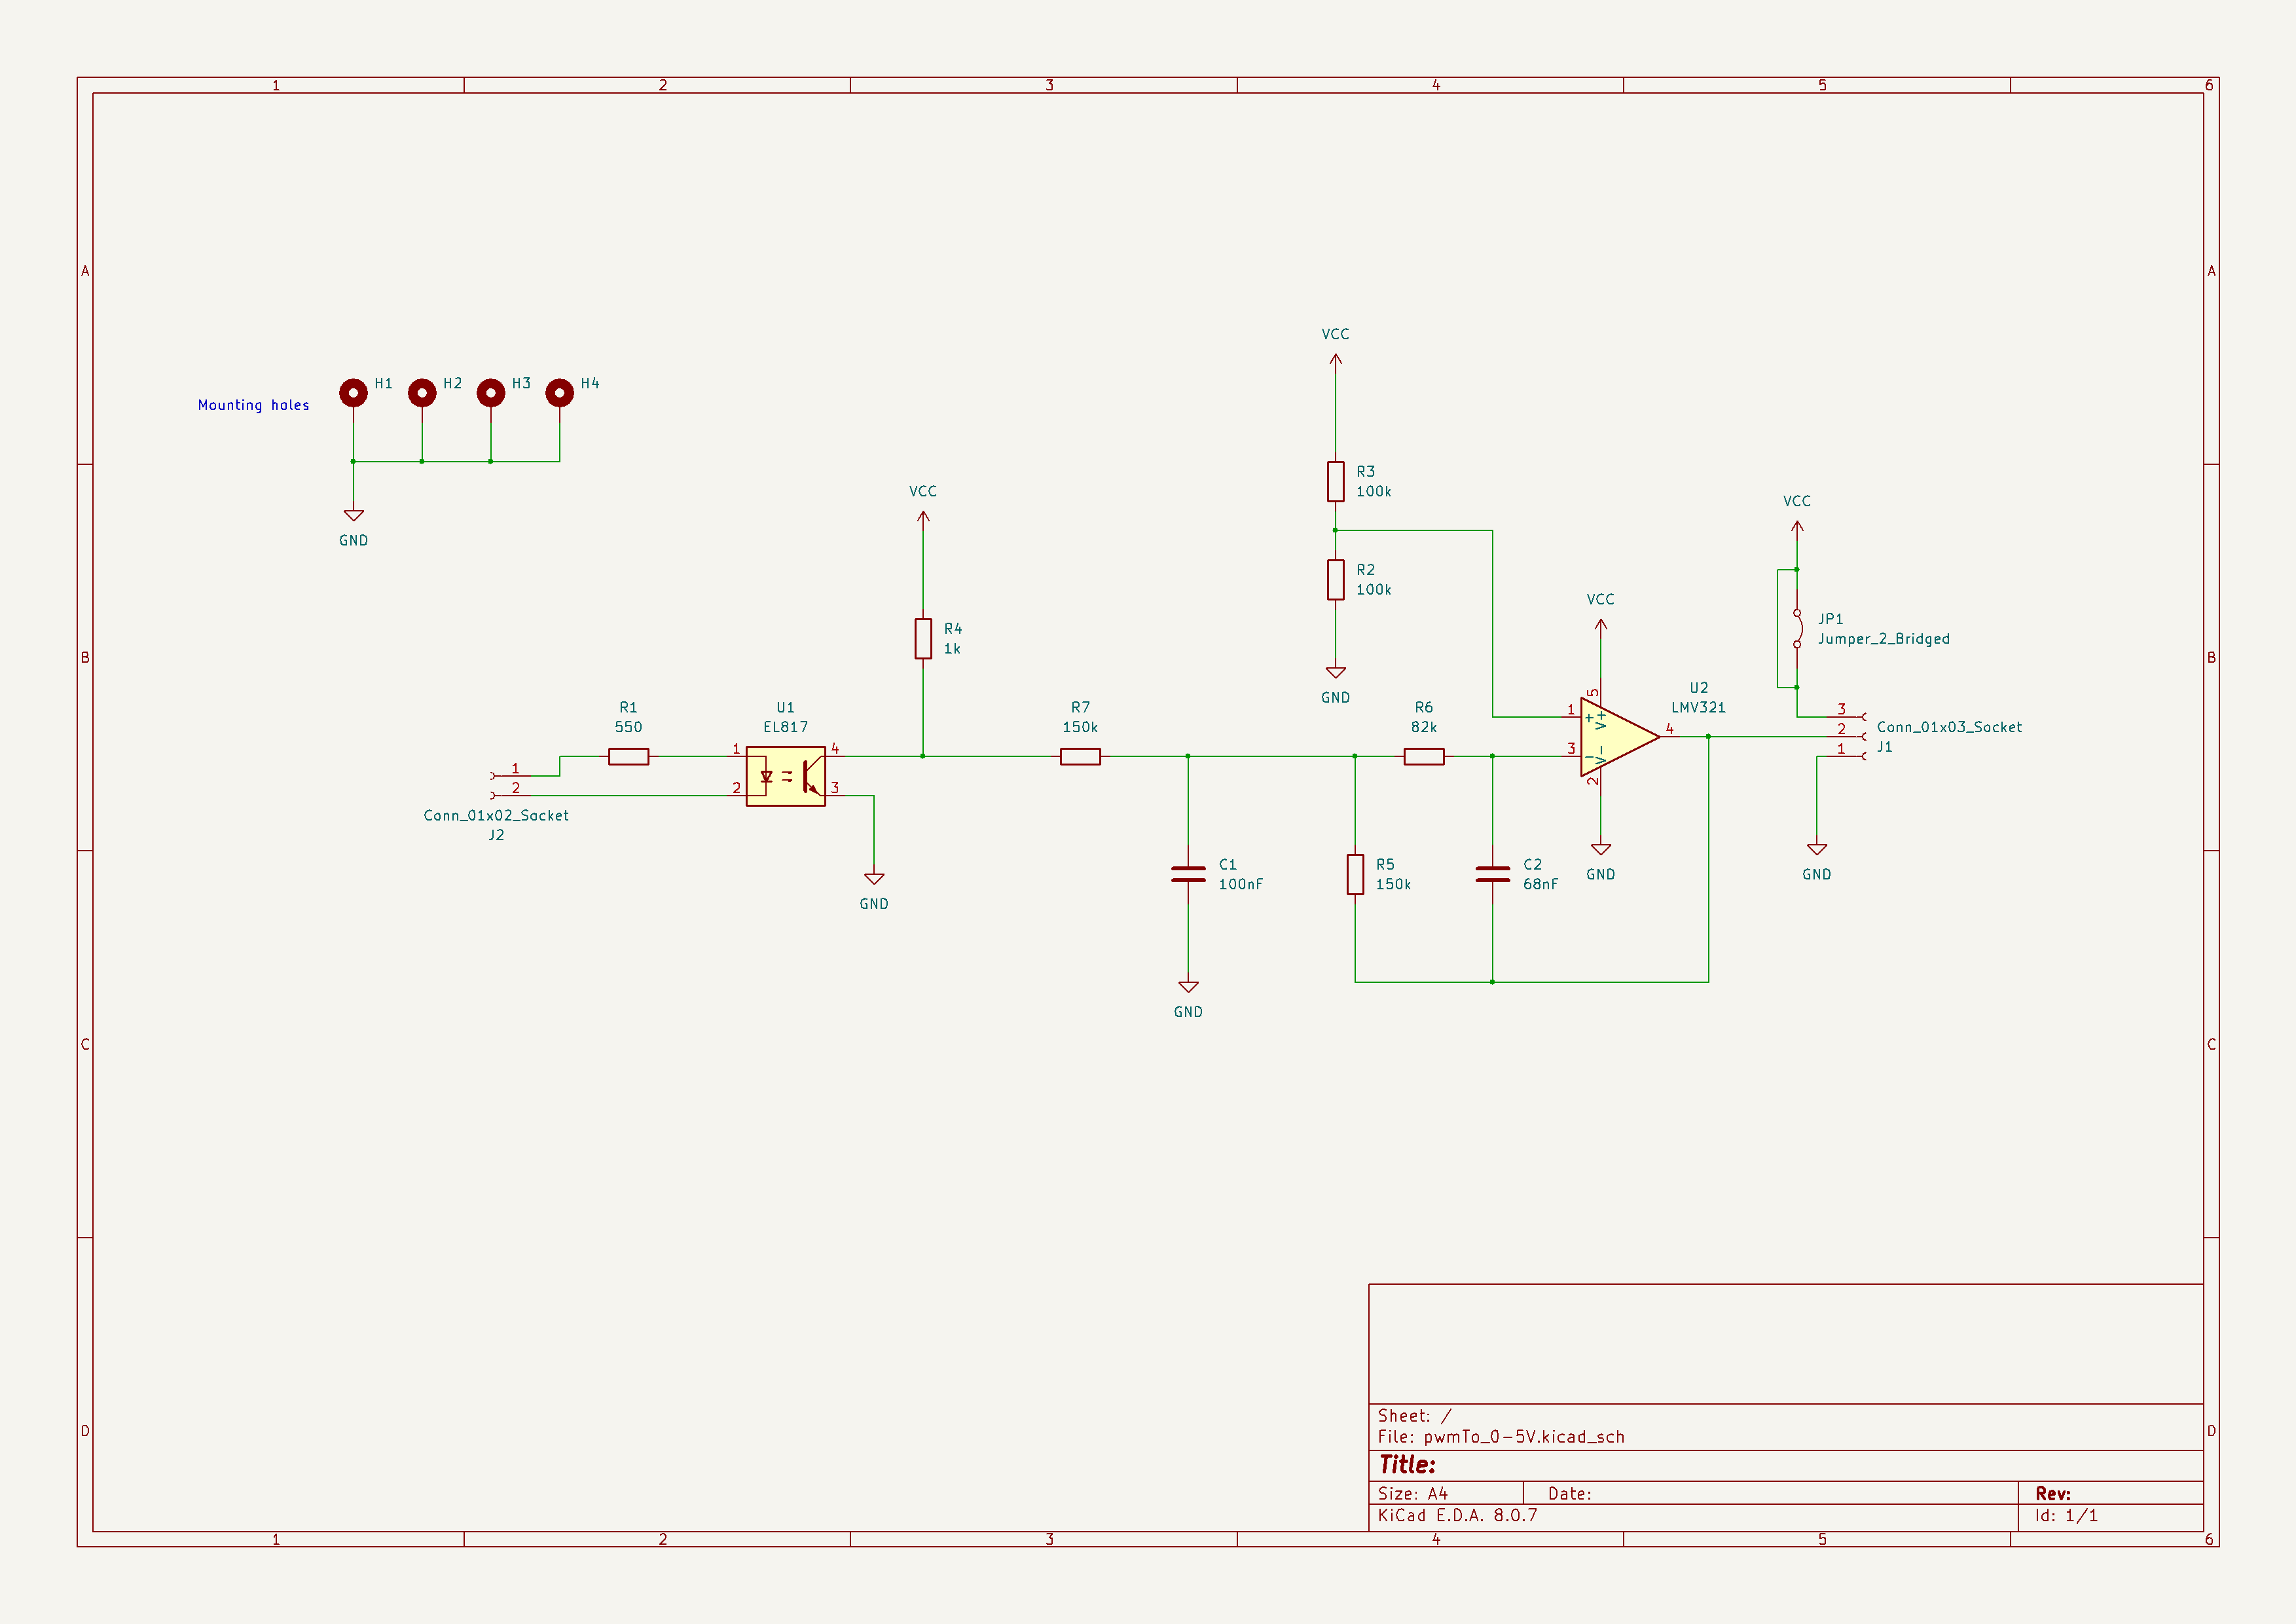 1 2 3 4 5 6
A A
VCC
H1 H2 H3 H4
Mounting holes
R3
100k
VCC
VCC
GND
R2
100k
VCC
JP1
Jumper_2_Bridged
R4
1k
B B
GND
5
U2
LMV321
R1
550
U1
EL817
R7
150k
R6
82k
1 + V+
3 - V-
4
2
3
2
1
Conn_01x03_Socket
J1
1
2
1 4
2 3
Conn_01x02_Socket
J2
C1
100nF
R5
150k
C2
68nF
GND
GND
GND
GND
C C
Sheet: /
File: pwmTo_0-5V.kicad_sch
D D
Title:
Size: A4 Date: Rev:
KiCad E.D.A. 8.0.7 Id: 1/1
1 2 3 4 5 6